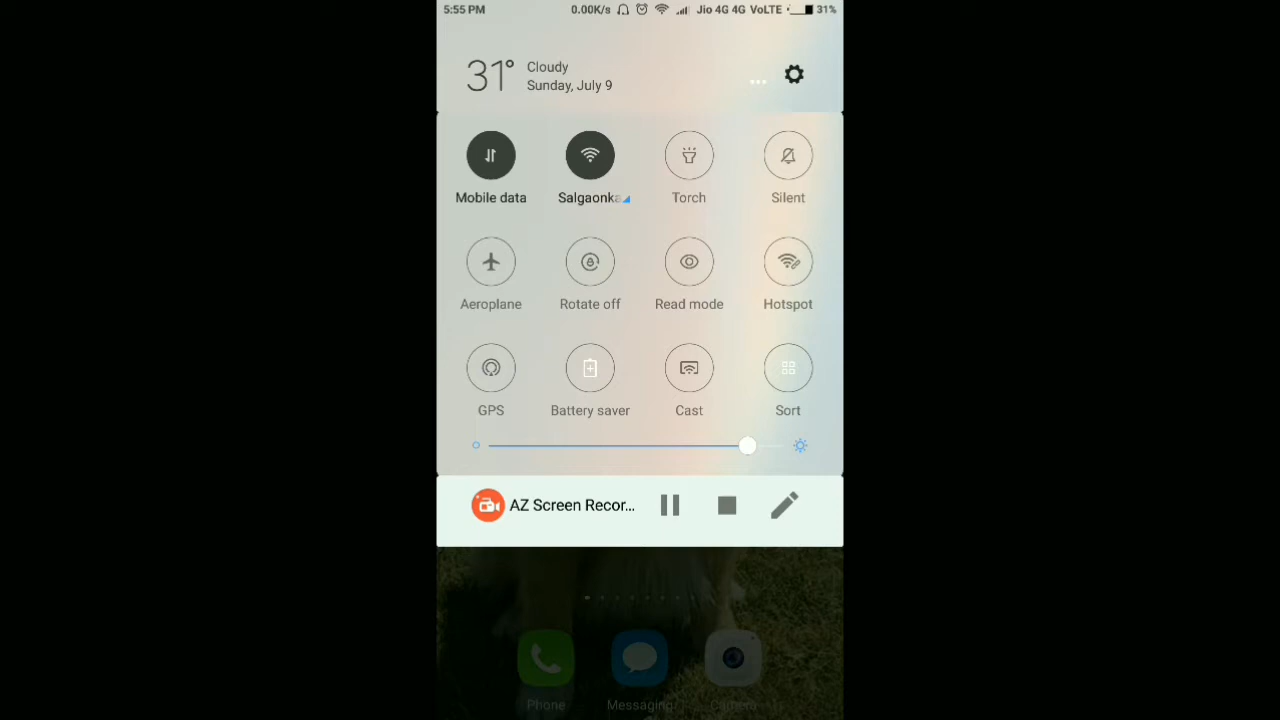 5:55 PM 0.00K/s Jio 4G 4G VoLTE 31%
31° Cloudy
Sunday, July 9
Mobile data Salgaonka Torch Silent
Aeroplane Rotate off Read mode Hotspot
GPS Battery saver Cast Sort
AZ Screen Recor...
Phone Messaging Camera